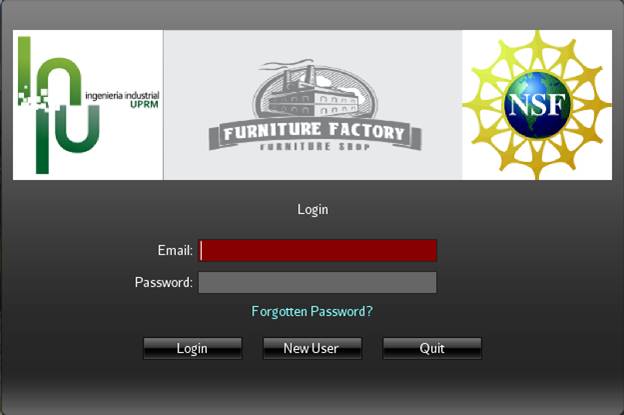 ingenieria industrial
UPRM
FURNITURE FACTORY
FURNITURE SHOP
NSF
Login
Email:
Password:
Forgotten Password?
Login New User Quit